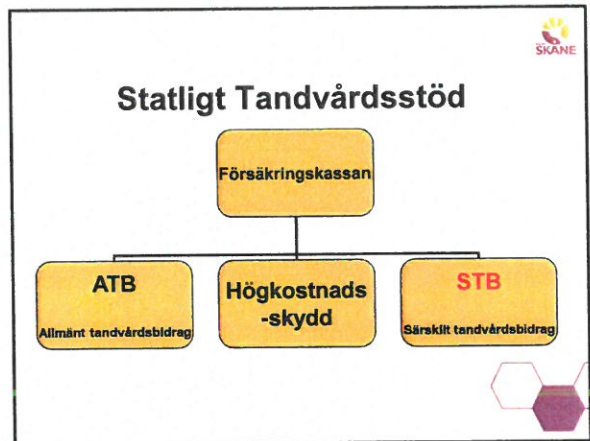 SKÅNE
Statligt Tandvårdsstöd
Försäkringskassan
ATB
Allmänt tandvårdsbidrag
Högkostnads
-skydd
STB
Särskilt tandvårdsbidrag